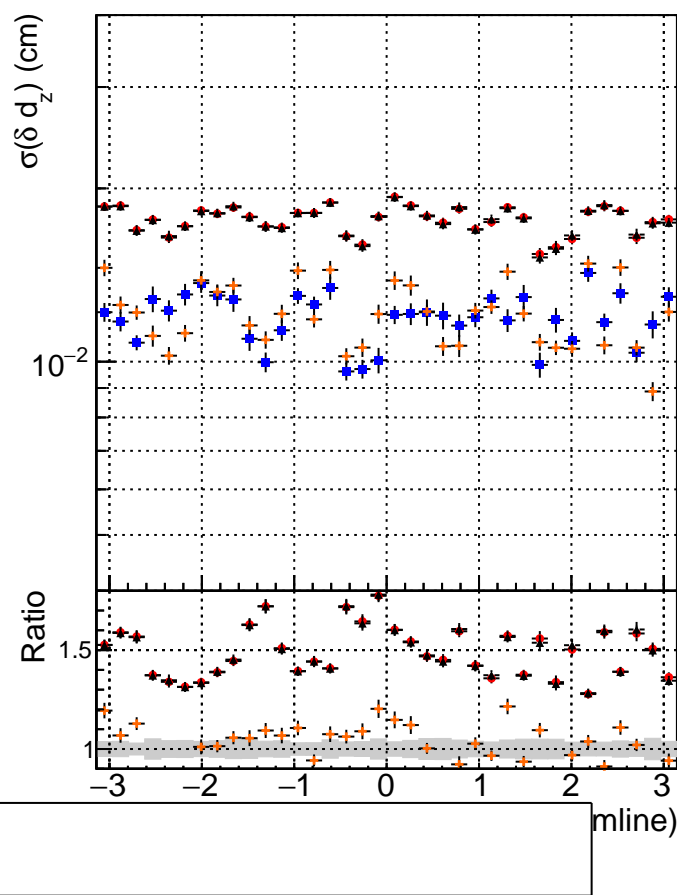 σ(δ d_z) (cm)
10⁻²
Ratio
1.5
1
−3 −2 −1 0 1 2 3
mline)